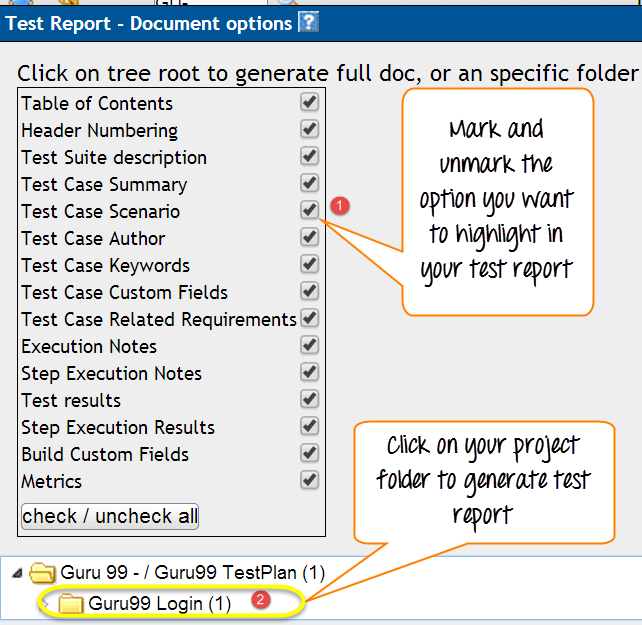 Test Report - Document options ?
Click on tree root to generate full doc, or an specific folder
Table of Contents
Header Numbering
Test Suite description
Test Case Summary
Test Case Scenario
Test Case Author
Test Case Keywords
Test Case Custom Fields
Test Case Related Requirements
Execution Notes
Step Execution Notes
Test results
Step Execution Results
Build Custom Fields
Metrics
check / uncheck all
1
Mark and
unmark the
option you want
to highlight in
your test report
Click on your project
folder to generate test
report
Guru 99 - / Guru99 TestPlan (1)
Guru99 Login (1) 2